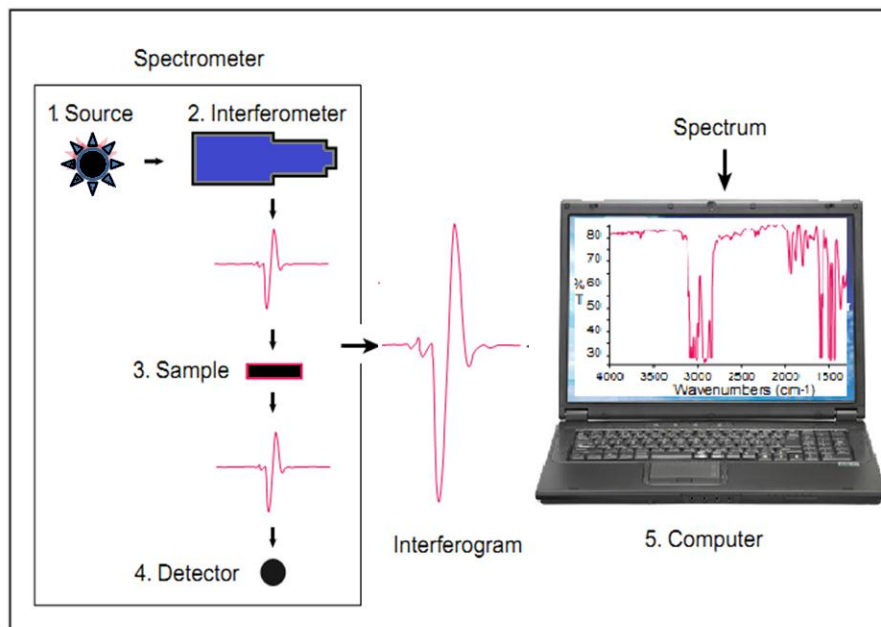 Spectrometer
1. Source
2. Interferometer
3. Sample
4. Detector
Interferogram
Spectrum
80
70
60
%
T
50
40
30
4000 3500 3000 2500 2000 1500
Wavenumbers (cm-1)
5. Computer